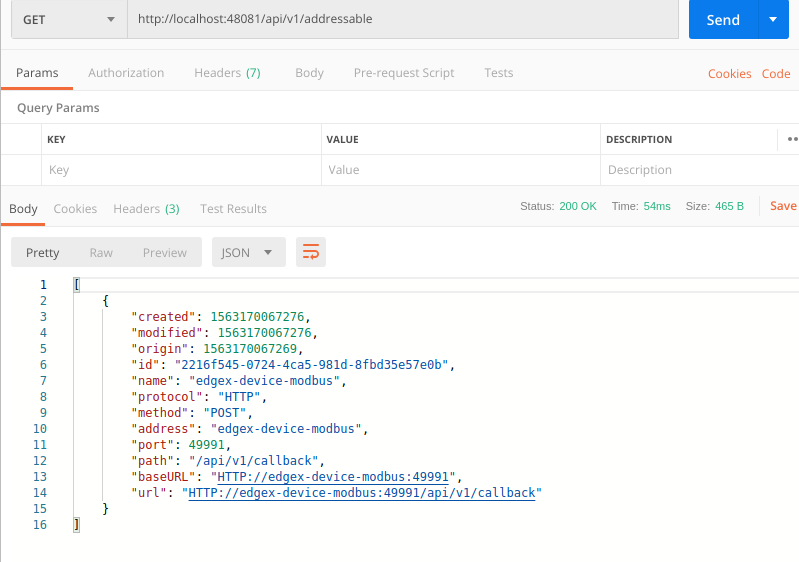 GET http://localhost:48081/api/v1/addressable Send
Params Authorization Headers (7) Body Pre-request Script Tests Cookies Code
Query Params
KEY VALUE DESCRIPTION
Key Value Description
Body Cookies Headers (3) Test Results Status: 200 OK Time: 54ms Size: 465 B Save
Pretty Raw Preview JSON
1 [
2 {
3 "created": 1563170067276,
4 "modified": 1563170067276,
5 "origin": 1563170067269,
6 "id": "2216f545-0724-4ca5-981d-8fbd35e57e0b",
7 "name": "edgex-device-modbus",
8 "protocol": "HTTP",
9 "method": "POST",
10 "address": "edgex-device-modbus",
11 "port": 49991,
12 "path": "/api/v1/callback",
13 "baseURL": "HTTP://edgex-device-modbus:49991",
14 "url": "HTTP://edgex-device-modbus:49991/api/v1/callback"
15 }
16 ]